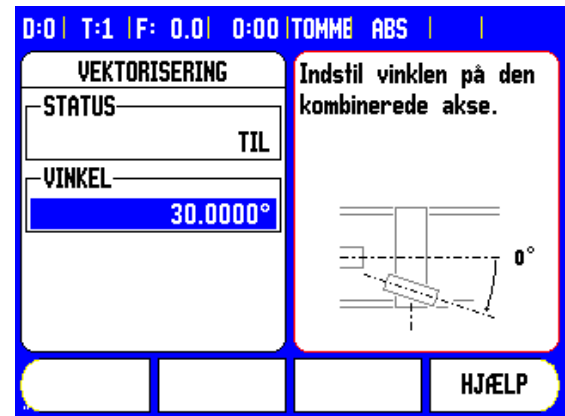 D:0 | T:1 | F: 0.0 | 0:00 | TOMME ABS | |
VEKTORISERING
STATUS
TIL
VINKEL
30.0000°
Indstil vinklen på den
kombinerede akse.
0°
HJÆLP